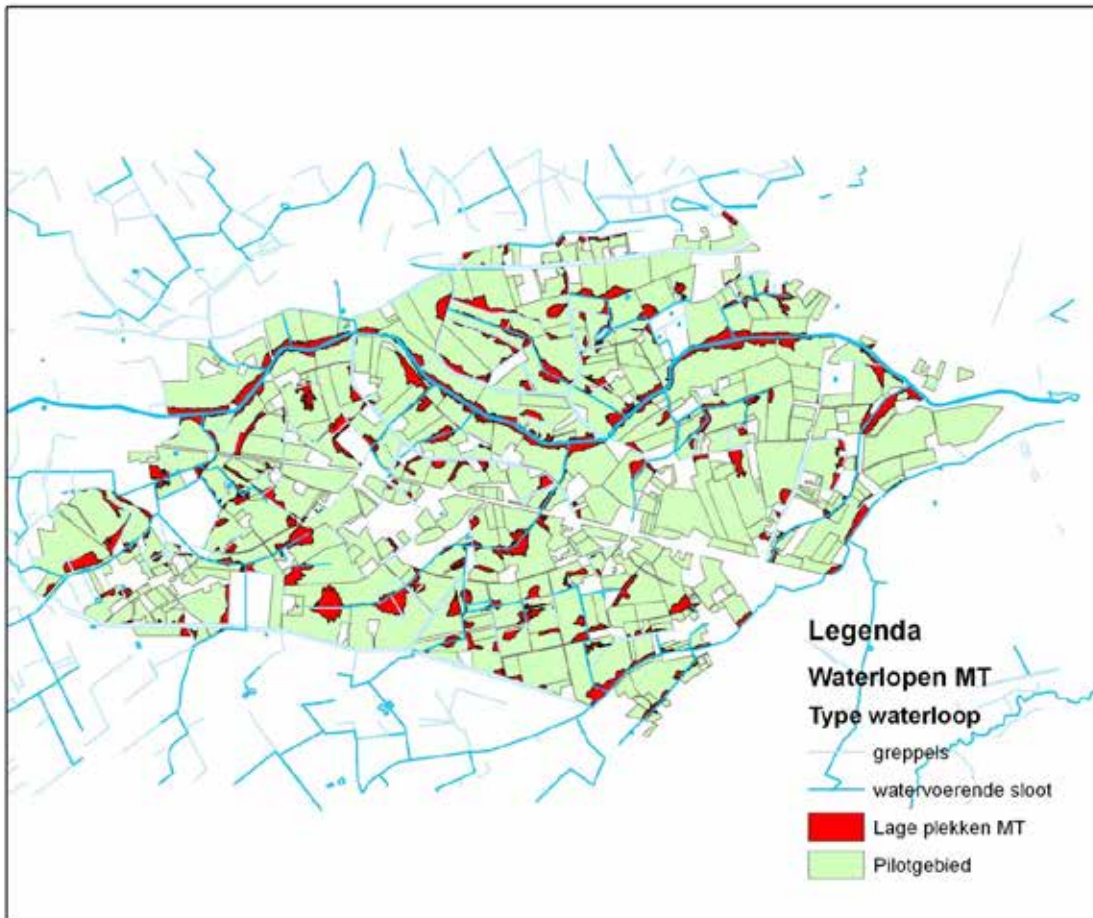 Legenda
Waterlopen MT
Type waterloop
greppels
watervoerende sloot
Lage plekken MT
Pilotgebied